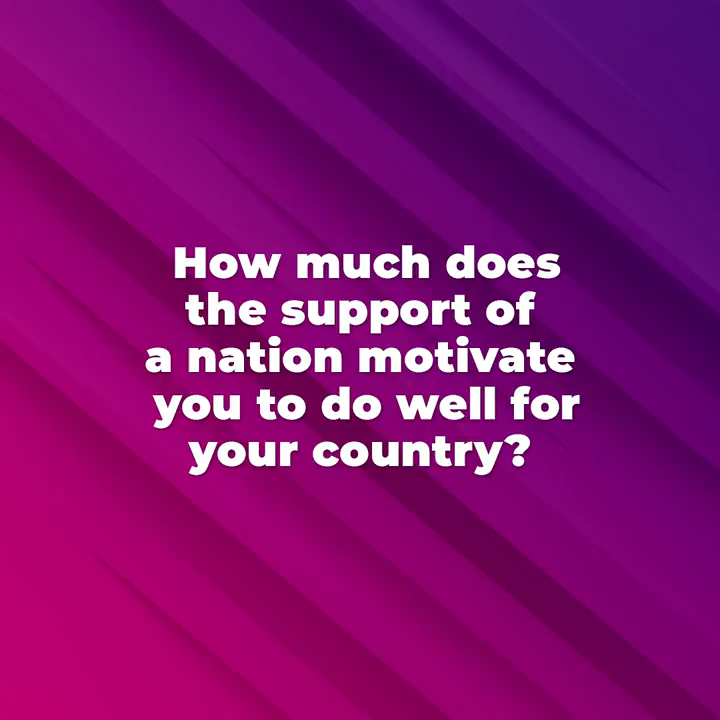 How much does
the support of
a nation motivate
you to do well for
your country?